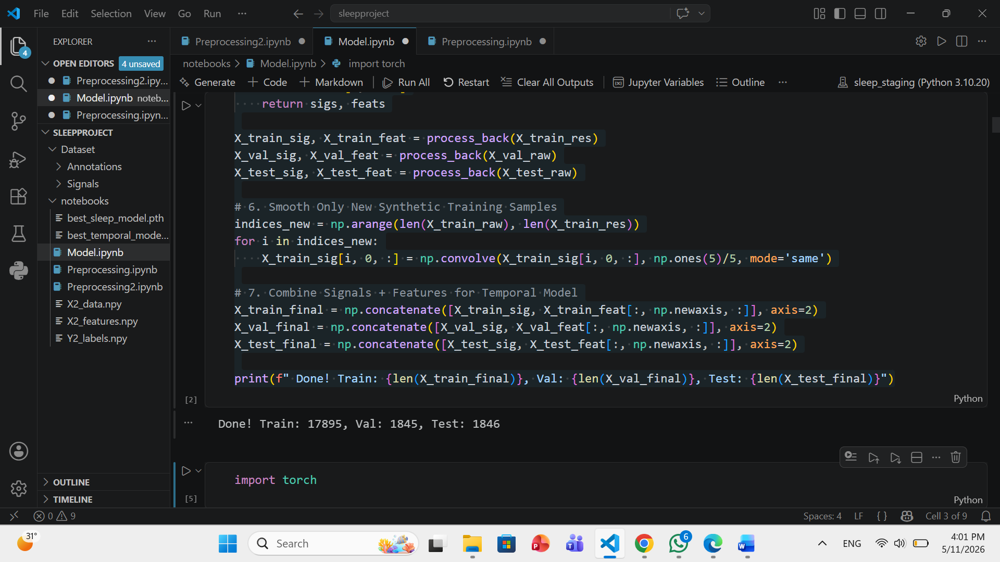 File Edit Selection View Go Run ···
sleepproject
EXPLORER ···
Preprocessing2.ipynb
Model.ipynb
Preprocessing.ipynb
4
OPEN EDITORS 4 unsaved
Preprocessing2.ipy...
Model.ipynb noteb...
Preprocessing.ipyn...
SLEEPPROJECT
Dataset
Annotations
Signals
notebooks
best_sleep_model.pth
best_temporal_mode...
Model.ipynb
Preprocessing.ipynb
Preprocessing2.ipynb
X2_data.npy
X2_features.npy
Y2_labels.npy
OUTLINE
TIMELINE
notebooks > Model.ipynb > import torch
Generate + Code + Markdown | Run All Restart Clear All Outputs | Jupyter Variables Outline ··· sleep_staging (Python 3.10.20)
return sigs, feats
X_train_sig, X_train_feat = process_back(X_train_res)
X_val_sig, X_val_feat = process_back(X_val_raw)
X_test_sig, X_test_feat = process_back(X_test_raw)
# 6. Smooth Only New Synthetic Training Samples
indices_new = np.arange(len(X_train_raw), len(X_train_res))
for i in indices_new:
X_train_sig[i, 0, :] = np.convolve(X_train_sig[i, 0, :], np.ones(5)/5, mode='same')
# 7. Combine Signals + Features for Temporal Model
X_train_final = np.concatenate([X_train_sig, X_train_feat[:, np.newaxis, :]], axis=2)
X_val_final = np.concatenate([X_val_sig, X_val_feat[:, np.newaxis, :]], axis=2)
X_test_final = np.concatenate([X_test_sig, X_test_feat[:, np.newaxis, :]], axis=2)
print(f" Done! Train: {len(X_train_final)}, Val: {len(X_val_final)}, Test: {len(X_test_final)}")
[2]
Python
Done! Train: 17895, Val: 1845, Test: 1846
import torch
[5]
Python
0 9
Spaces: 4 LF { } Cell 3 of 9
31°
Search
6
ENG
4:01 PM
5/11/2026